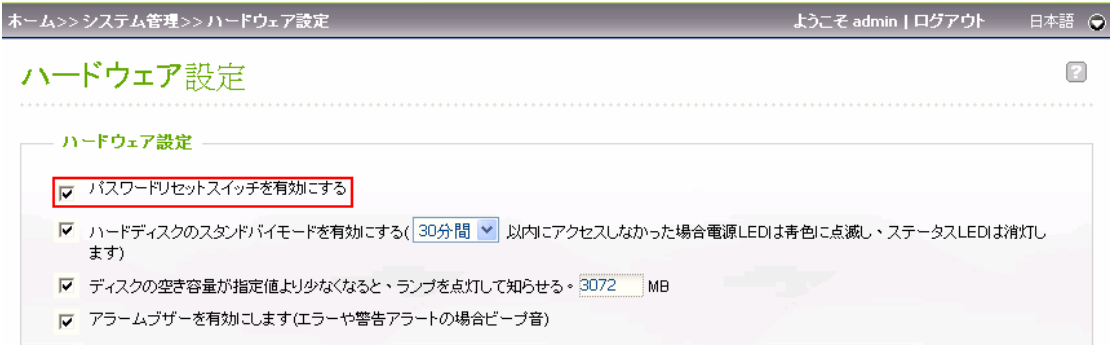 ホーム>> システム管理>> ハードウェア設定 ようこそ admin | ログアウト 日本語
ハードウェア設定 ?
ハードウェア設定
パスワードリセットスイッチを有効にする
ハードディスクのスタンドバイモードを有効にする( 30分間 以内にアクセスしなかった場合電源LEDは青色に点滅し、ステータスLEDは消灯し
ます)
ディスクの空き容量が指定値より少なくなると、ランプを点灯して知らせる。 3072 MB
アラームブザーを有効にします(エラーや警告アラートの場合ビープ音)